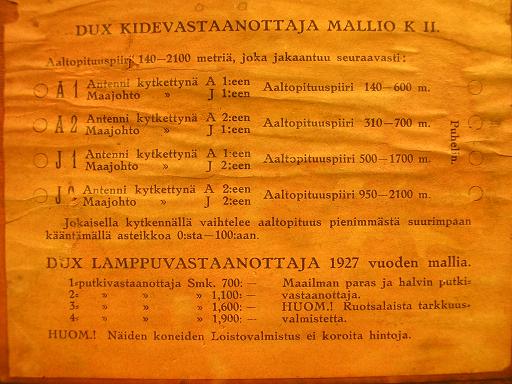 DUX KIDEVASTAANOTTAJA MALLIO K II.
Aaltopituuspiiri 140—2100 metriä, joka jakaantuu seuraavasti:
A 1 Antenni kytkettynä A 1:een Aaltopituuspiiri 140—600 m.
Maajohto » J 1:een
A 2 Antenni kytkettynä A 2:een Aaltopituuspiiri 310—700 m.
Maajohto » J 1:een
J 1 Antenni kytkettynä A 1:een Aaltopituuspiiri 500—1700 m.
Maajohto » J 2:een
J 2 Antenni kytkettynä A 2:een Aaltopituuspiiri 950—2100 m.
Maajohto » J 2:een
Puhelin.
Jokaisella kytkennällä vaihtelee aaltopituus pienimmästä suurimpaan
kääntämällä asteikkoa 0:sta—100:aan.
DUX LAMPPUVASTAANOTTAJA 1927 vuoden mallia.
1-putkivastaanottaja Smk. 700: — Maailman paras ja halvin putki-
2- » » » 1,100: — vastaanottaja.
3- » » » 1,600: — HUOM.! Ruotsalaista tarkkuus-
4- » » » 1,900: — valmistetta.
HUOM.! Näiden koneiden Loistovalmistus ei koroita hintoja.